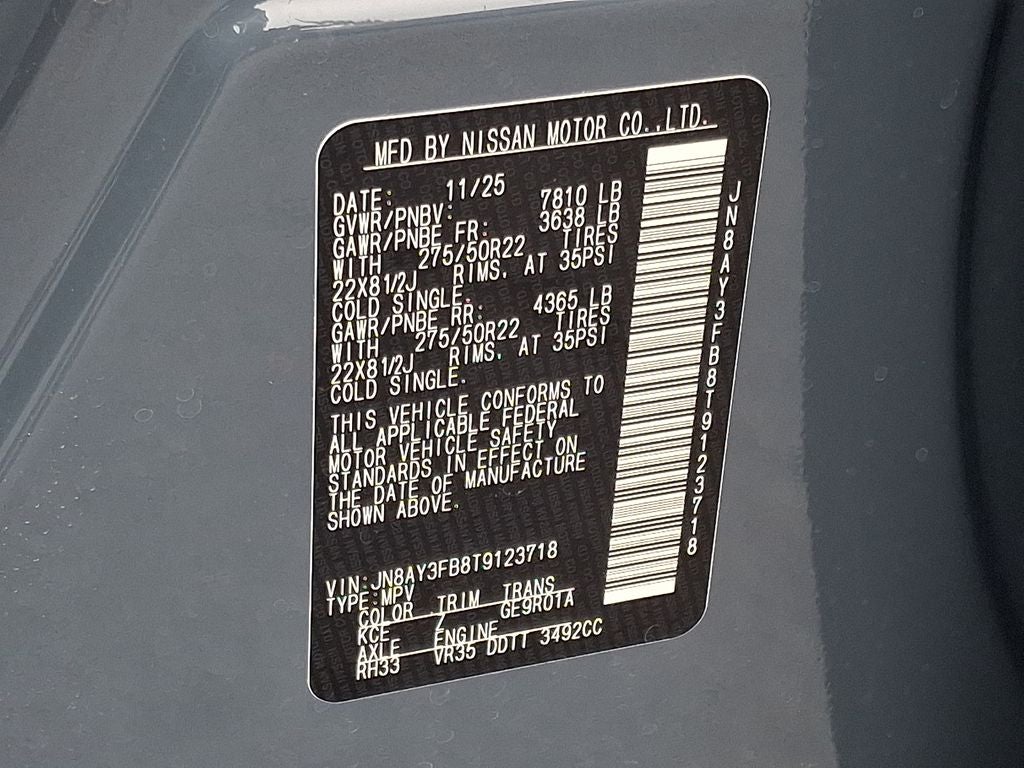 MFD BY NISSAN MOTOR CO.,LTD.
DATE: 11/25
GVWR/PNBV: 7810 LB
GAWR/PNBE FR: 3638 LB
WITH 275/50R22 TIRES
22X81/2J RIMS, AT 35PSI
COLD SINGLE.
GAWR/PNBE RR: 4365 LB
WITH 275/50R22 TIRES
22X81/2J RIMS, AT 35PSI
COLD SINGLE.
THIS VEHICLE CONFORMS TO
ALL APPLICABLE FEDERAL
MOTOR VEHICLE SAFETY
STANDARDS IN EFFECT ON
THE DATE OF MANUFACTURE
SHOWN ABOVE.
VIN:JN8AY3FB8T9123718
TYPE:MPV
COLOR TRIM TRANS
KCE Z GE9R01A
AXLE ENGINE
RH33 VR35 DDTT 3492CC
JN8AY3FB8T9123718